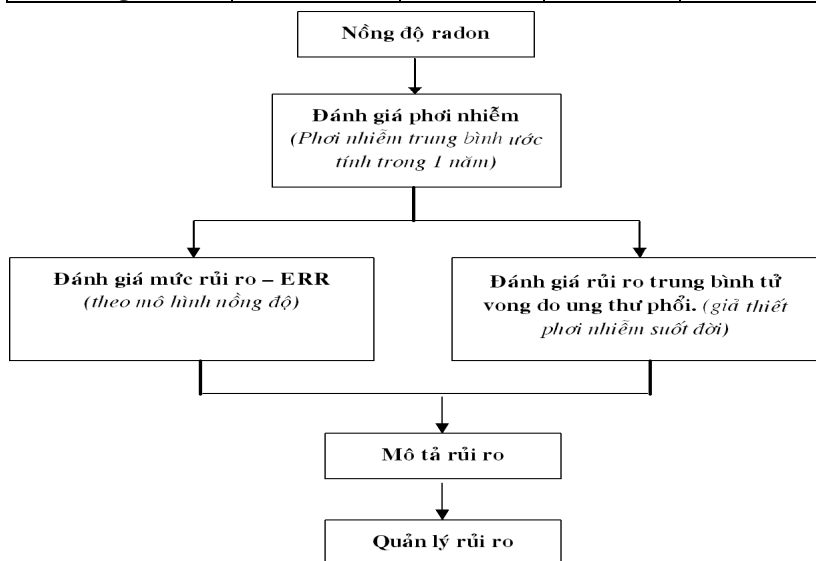 Nồng độ radon
Đánh giá phơi nhiễm
(Phơi nhiễm trung bình ước
tính trong 1 năm)
Đánh giá mức rủi ro – ERR
(theo mô hình nồng độ)
Đánh giá rủi ro trung bình tử
vong do ung thư phổi. (giả thiết
phơi nhiễm suốt đời)
Mô tả rủi ro
Quản lý rủi ro